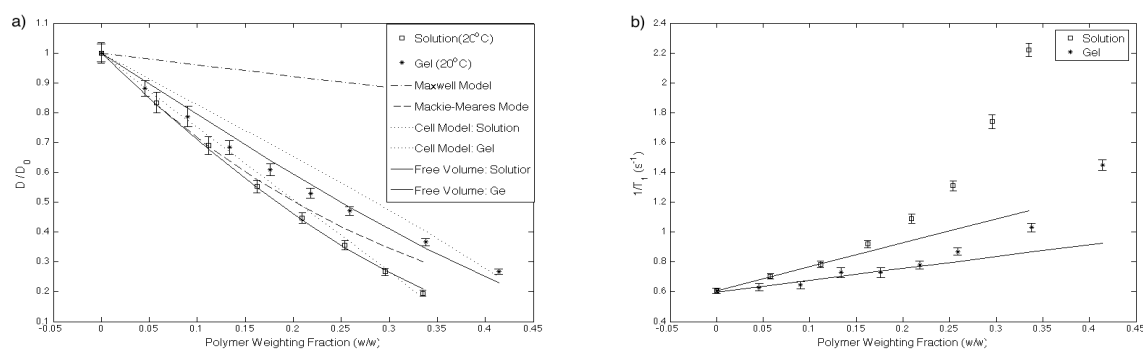 a)
1.1
1
0.9
0.8
0.7
0.6
0.5
0.4
0.3
0.2
0.1
D/D0
-0.05
0
0.05
0.1
0.15
0.2
0.25
0.3
0.35
0.4
0.45
Polymer Weighting Fraction (w/w)
Solution(20°C)
Gel (20°C)
Maxwell Model
Mackie-Meares Mode
Cell Model: Solution
Cell Model: Gel
Free Volume: Solutior
Free Volume: Ge
b)
2.4
2.2
2
1.8
1.6
1.4
1.2
1
0.8
0.6
0.4
1/T1 (s-1)
-0.05
0
0.05
0.1
0.15
0.2
0.25
0.3
0.35
0.4
0.45
Polymer Weighting Fraction (w/w)
Solution
Gel